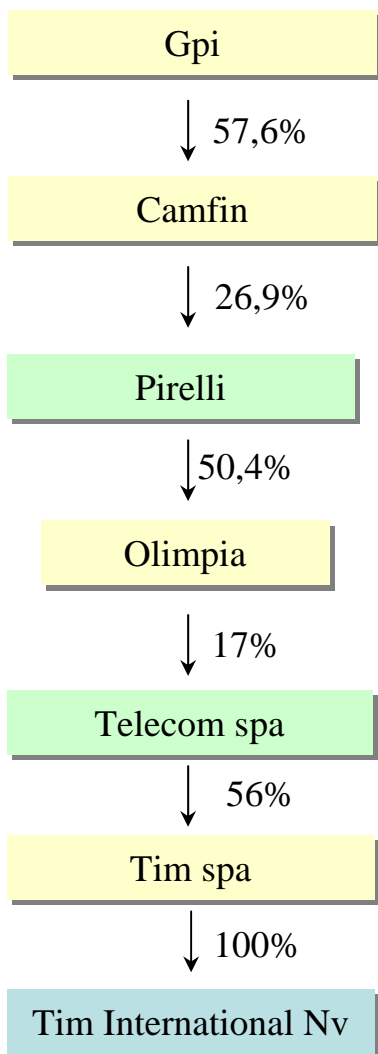 Gpi
57,6%
Camfin
26,9%
Pirelli
50,4%
Olimpia
17%
Telecom spa
56%
Tim spa
100%
Tim International Nv